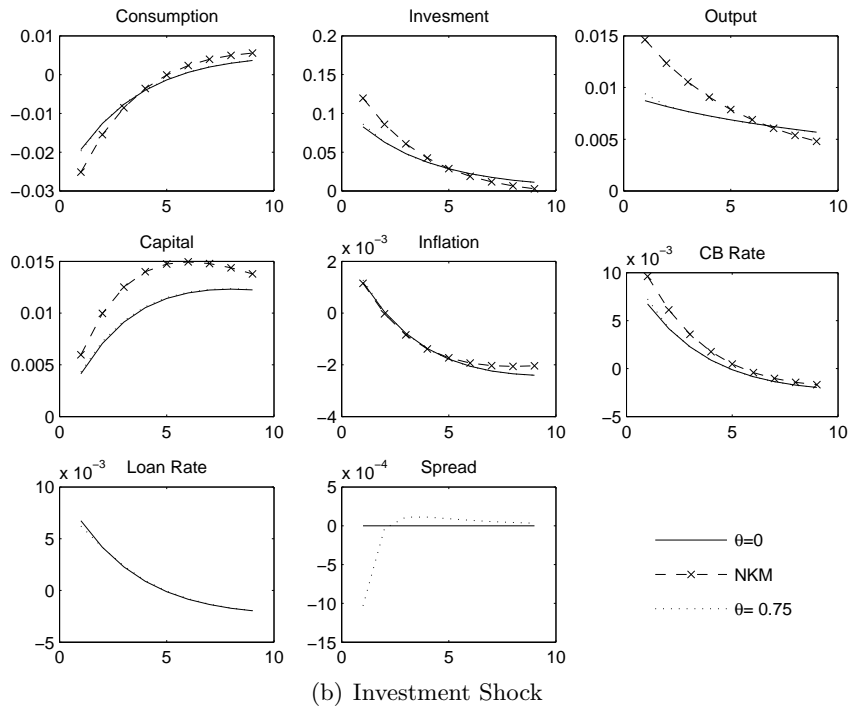 Consumption
0.01
0
−0.01
−0.02
−0.03
0 5 10
Invesment
0.2
0.15
0.1
0.05
0
0 5 10
Output
0.015
0.01
0.005
0
0 5 10
Capital
0.015
0.01
0.005
0
0 5 10
x 10⁻³ Inflation
2
0
−2
−4
0 5 10
x 10⁻³ CB Rate
10
5
0
−5
0 5 10
x 10⁻³ Loan Rate
10
5
0
−5
0 5 10
x 10⁻⁴ Spread
5
0
−5
−10
−15
0 5 10
θ=0
NKM
θ= 0.75
(b) Investment Shock